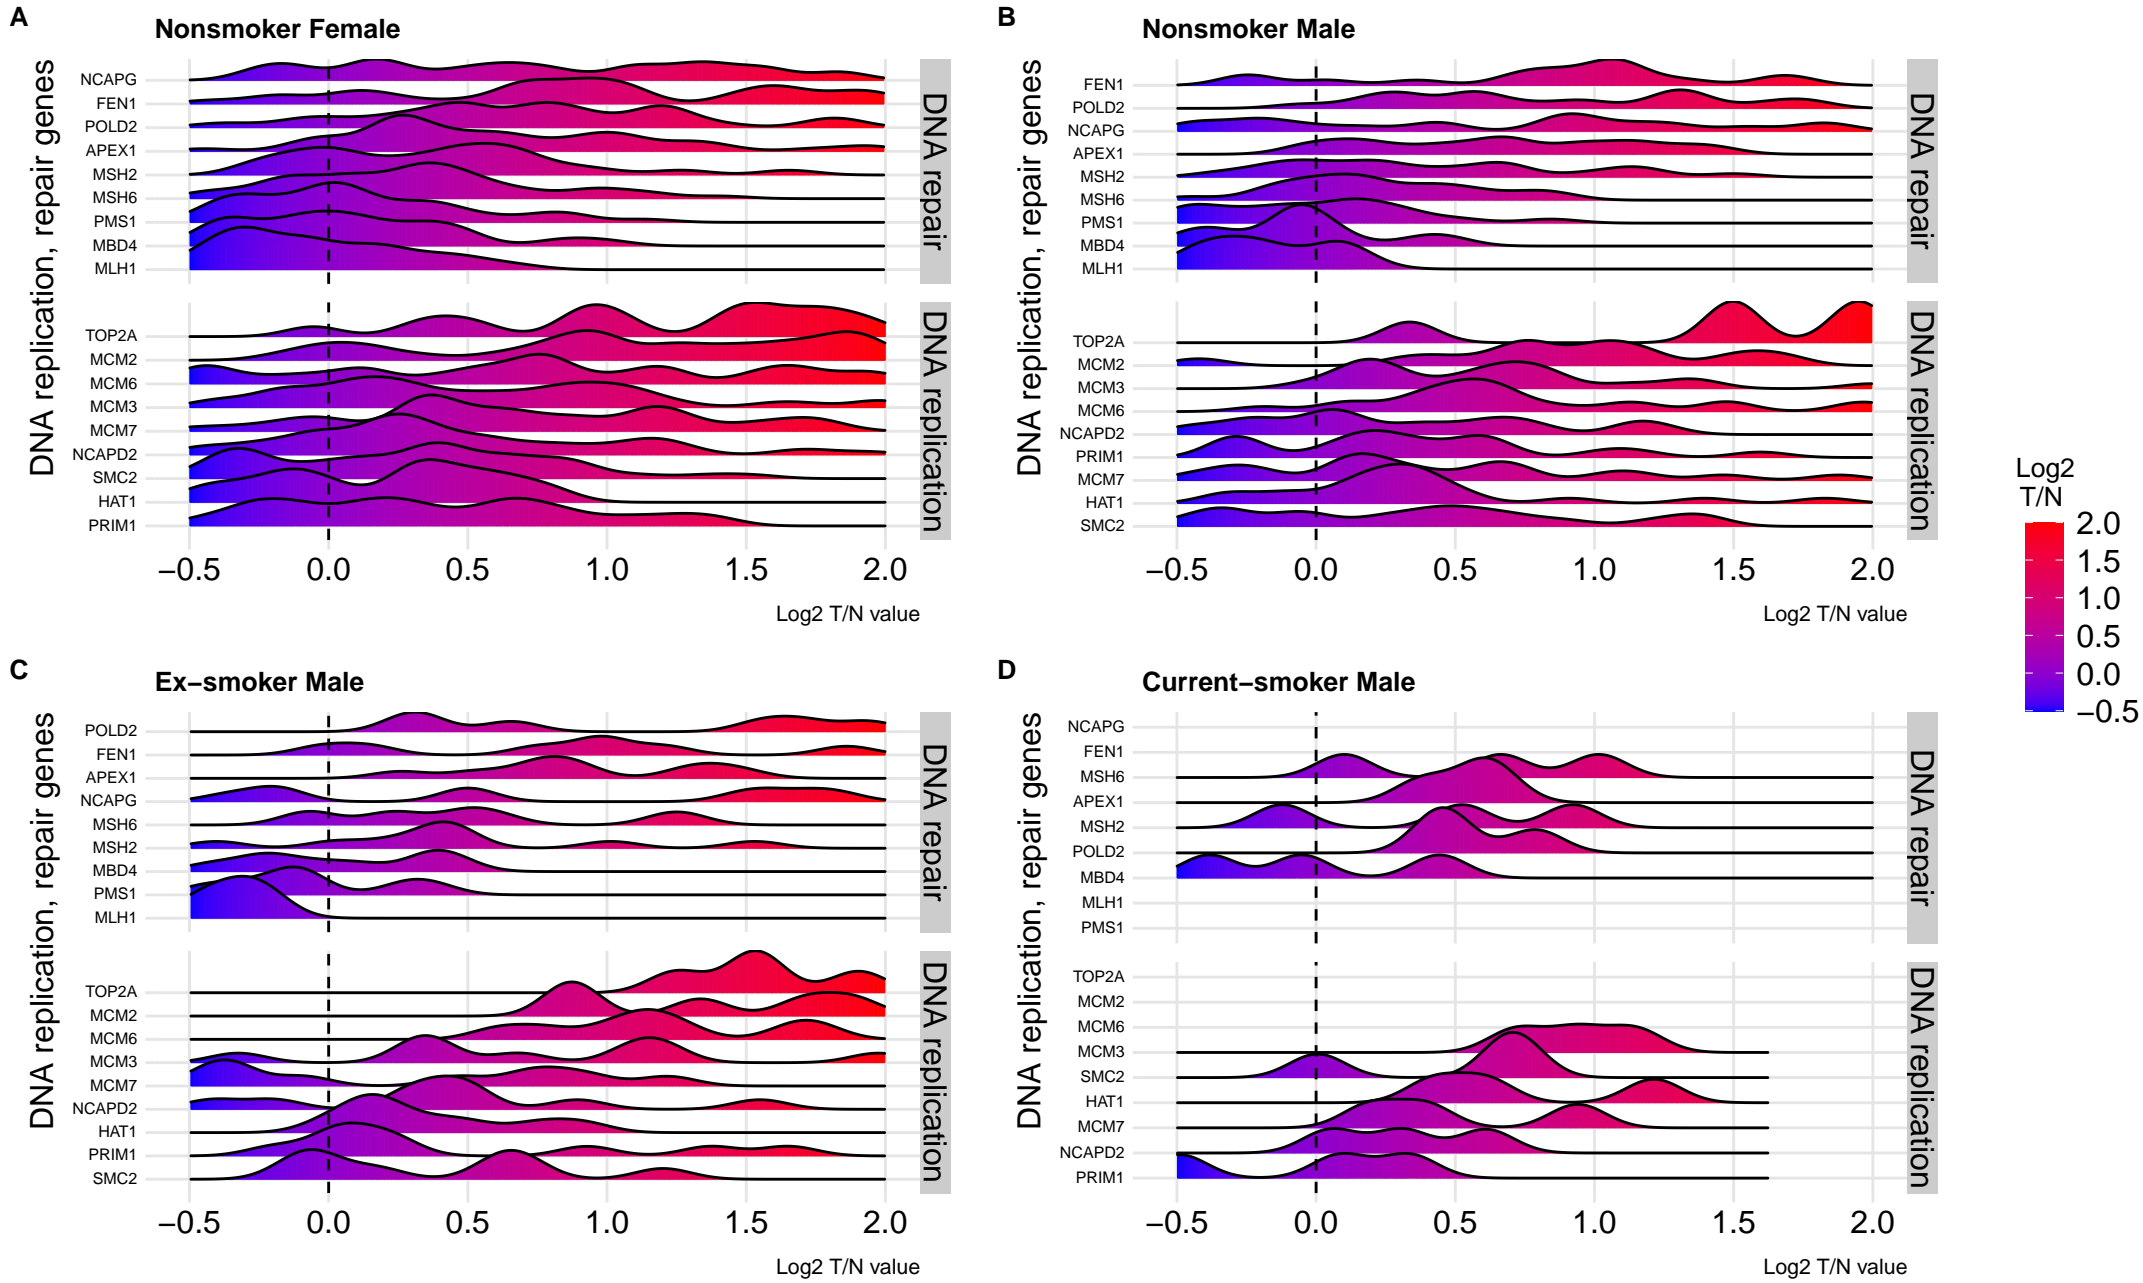 A
Nonsmoker Female
DNA replication, repair genes
NCAPG
FEN1
POLD2
APEX1
MSH2
MSH6
PMS1
MBD4
MLH1
DNA repair
TOP2A
MCM2
MCM6
MCM3
MCM7
NCAPD2
SMC2
HAT1
PRIM1
DNA replication
−0.5 0.0 0.5 1.0 1.5 2.0
Log2 T/N value
B
Nonsmoker Male
DNA replication, repair genes
FEN1
POLD2
NCAPG
APEX1
MSH2
MSH6
PMS1
MBD4
MLH1
DNA repair
TOP2A
MCM2
MCM3
MCM6
NCAPD2
PRIM1
MCM7
HAT1
SMC2
DNA replication
−0.5 0.0 0.5 1.0 1.5 2.0
Log2 T/N value
Log2
T/N
2.0
1.5
1.0
0.5
0.0
−0.5
C
Ex−smoker Male
DNA replication, repair genes
POLD2
FEN1
APEX1
NCAPG
MSH6
MSH2
MBD4
PMS1
MLH1
DNA repair
TOP2A
MCM2
MCM6
MCM3
MCM7
NCAPD2
HAT1
PRIM1
SMC2
DNA replication
−0.5 0.0 0.5 1.0 1.5 2.0
Log2 T/N value
D
Current−smoker Male
DNA replication, repair genes
NCAPG
FEN1
MSH6
APEX1
MSH2
POLD2
MBD4
MLH1
PMS1
DNA repair
TOP2A
MCM2
MCM6
MCM3
SMC2
HAT1
MCM7
NCAPD2
PRIM1
DNA replication
−0.5 0.0 0.5 1.0 1.5 2.0
Log2 T/N value